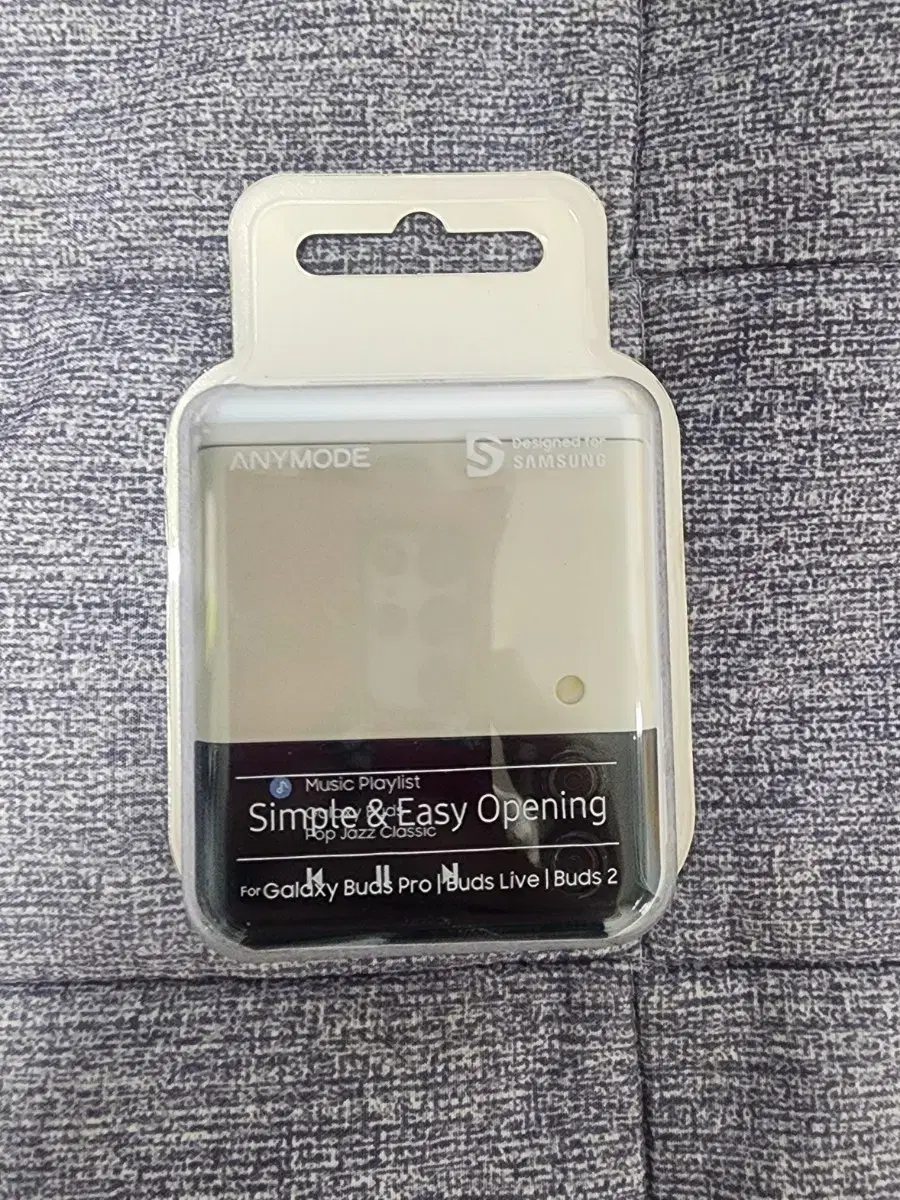 ANYMODE
Designed for
SAMSUNG
Music Playlist
Simple & Easy Opening
Pop Jazz Classic
For Galaxy Buds Pro | Buds Live | Buds 2